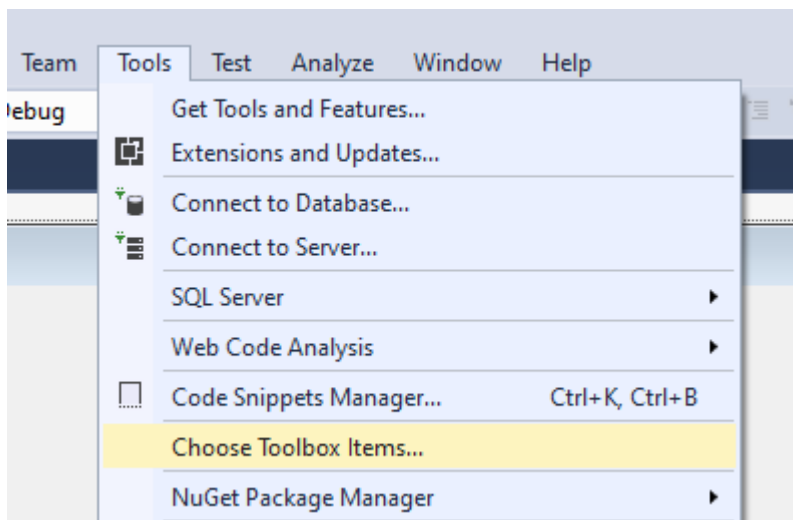 Team Tools Test Analyze Window Help
Debug
Get Tools and Features...
Extensions and Updates...
Connect to Database...
Connect to Server...
SQL Server
Web Code Analysis
Code Snippets Manager... Ctrl+K, Ctrl+B
Choose Toolbox Items...
NuGet Package Manager